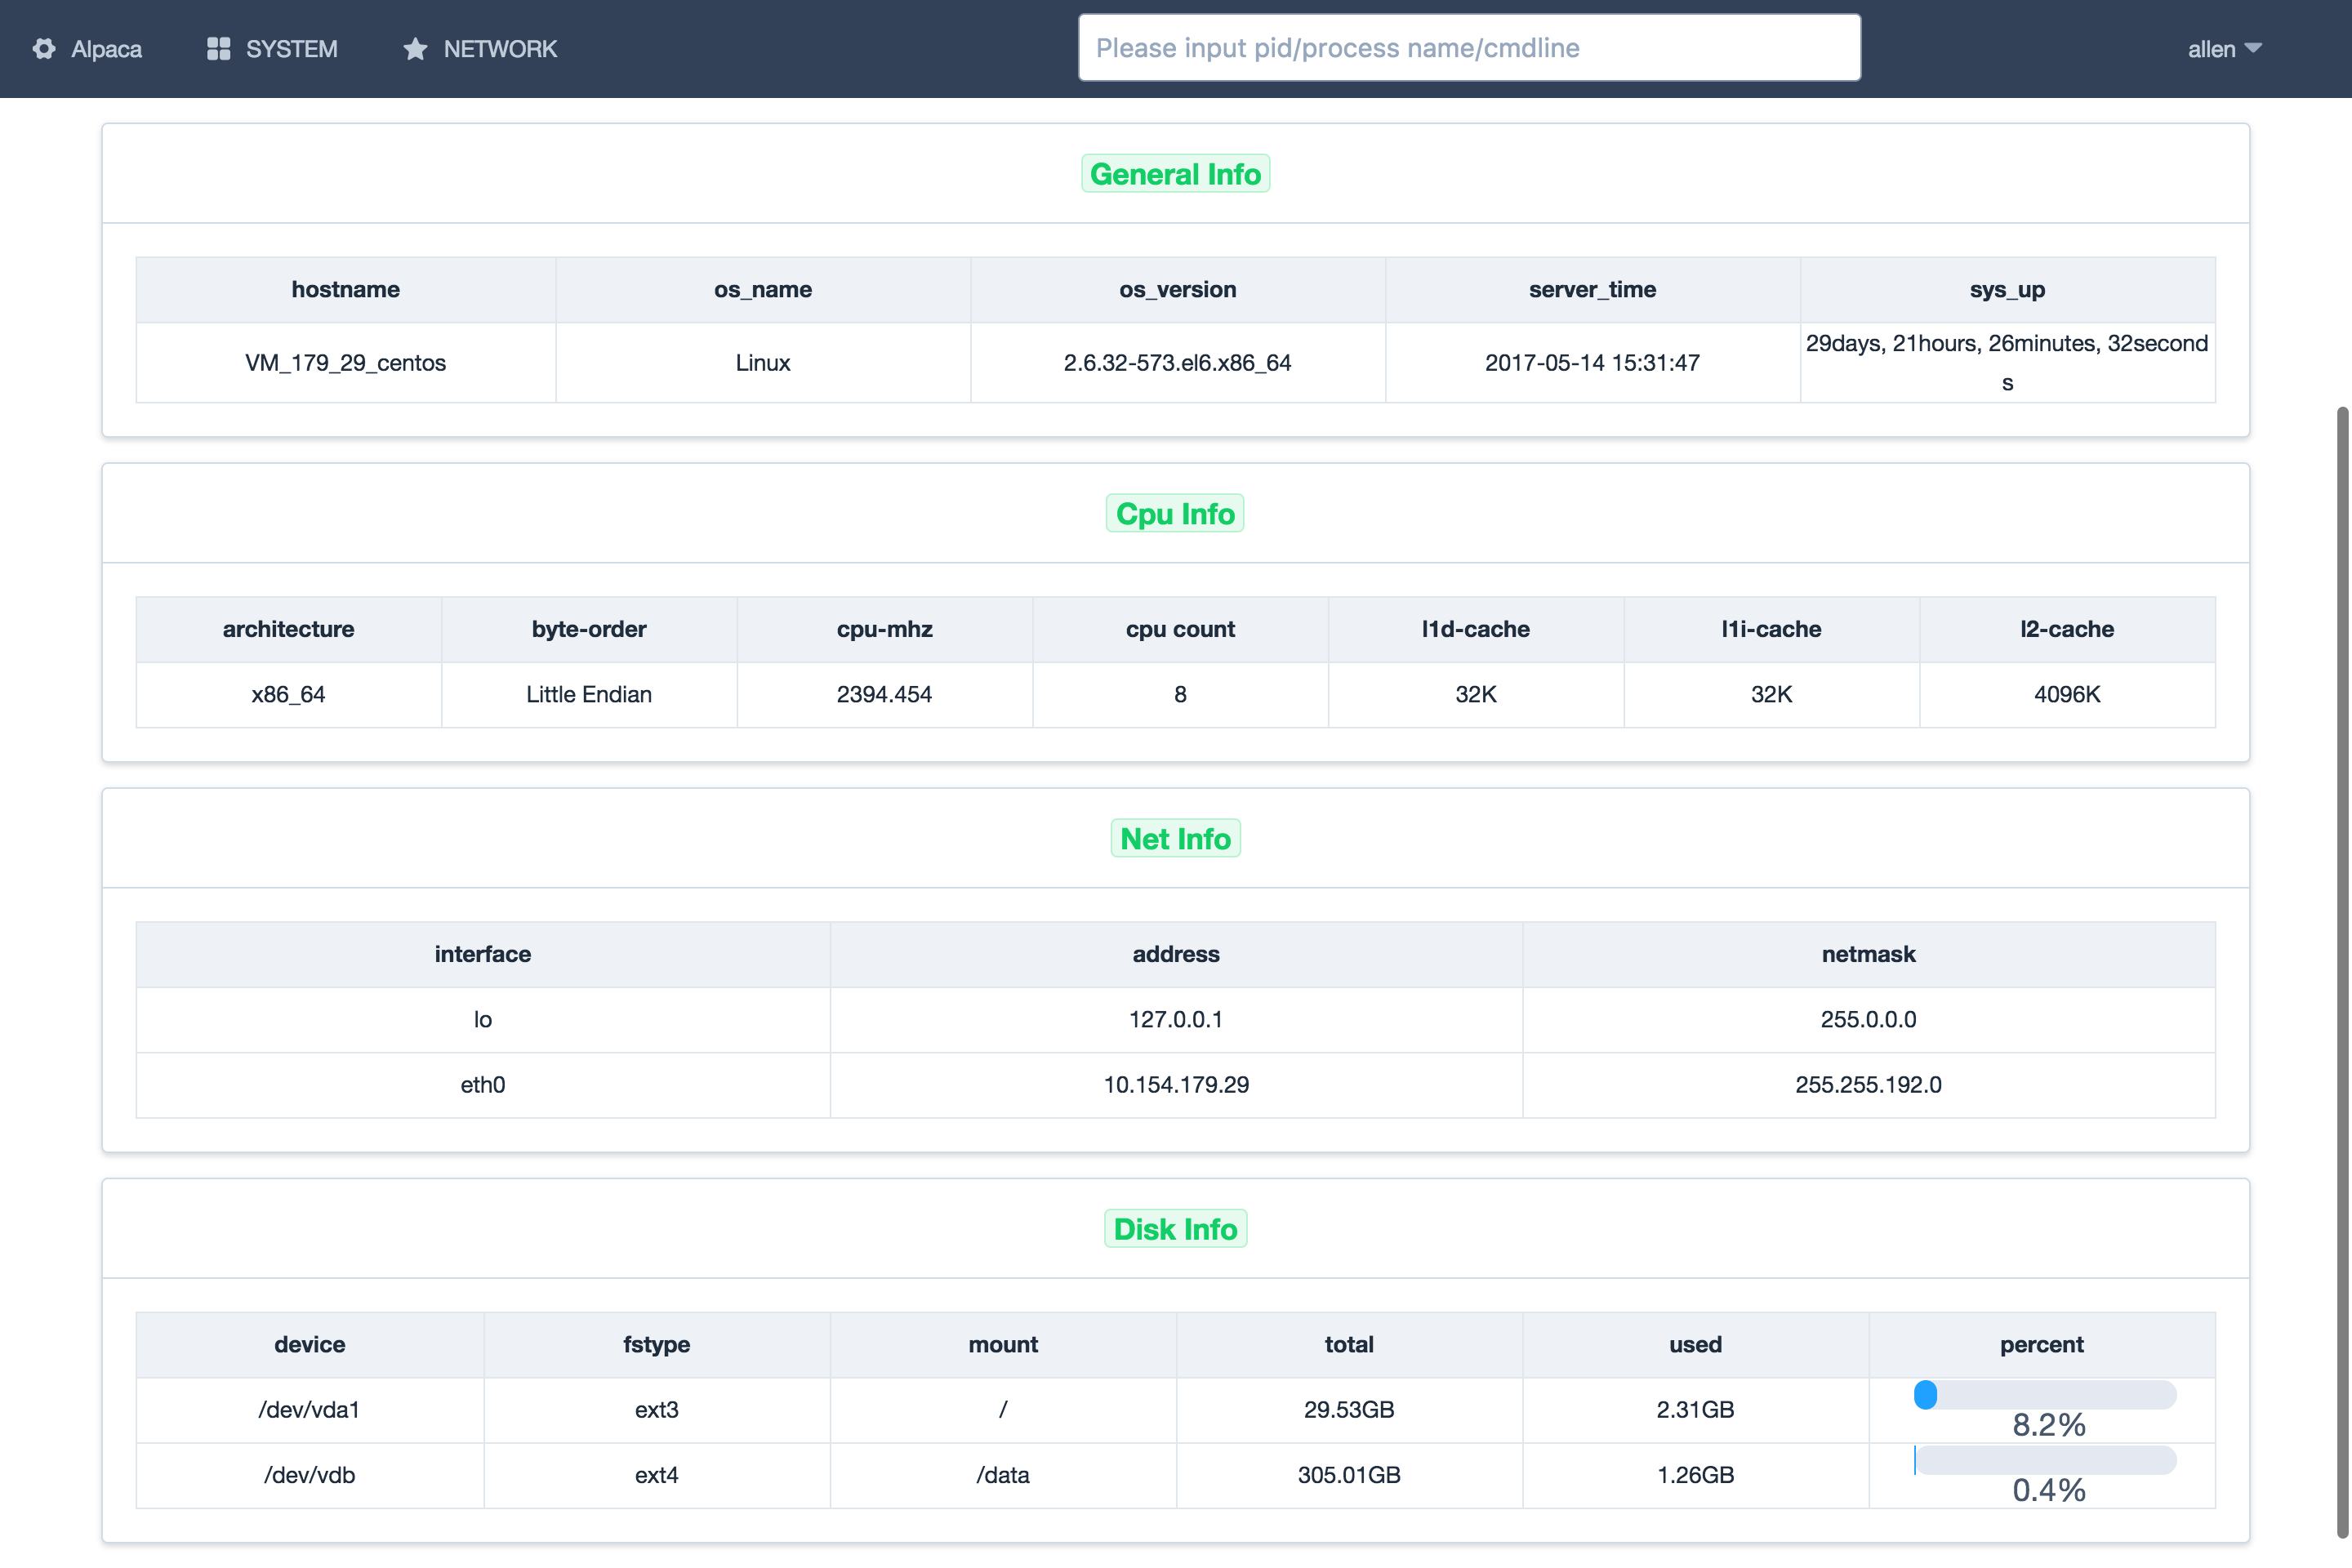 Alpaca SYSTEM NETWORK Please input pid/process name/cmdline allen
General Info
hostname os_name os_version server_time sys_up
VM_179_29_centos Linux 2.6.32-573.el6.x86_64 2017-05-14 15:31:47 29days, 21hours, 26minutes, 32second
s
Cpu Info
architecture byte-order cpu-mhz cpu count l1d-cache l1i-cache l2-cache
x86_64 Little Endian 2394.454 8 32K 32K 4096K
Net Info
interface address netmask
lo 127.0.0.1 255.0.0.0
eth0 10.154.179.29 255.255.192.0
Disk Info
device fstype mount total used percent
/dev/vda1 ext3 / 29.53GB 2.31GB 8.2%
/dev/vdb ext4 /data 305.01GB 1.26GB 0.4%